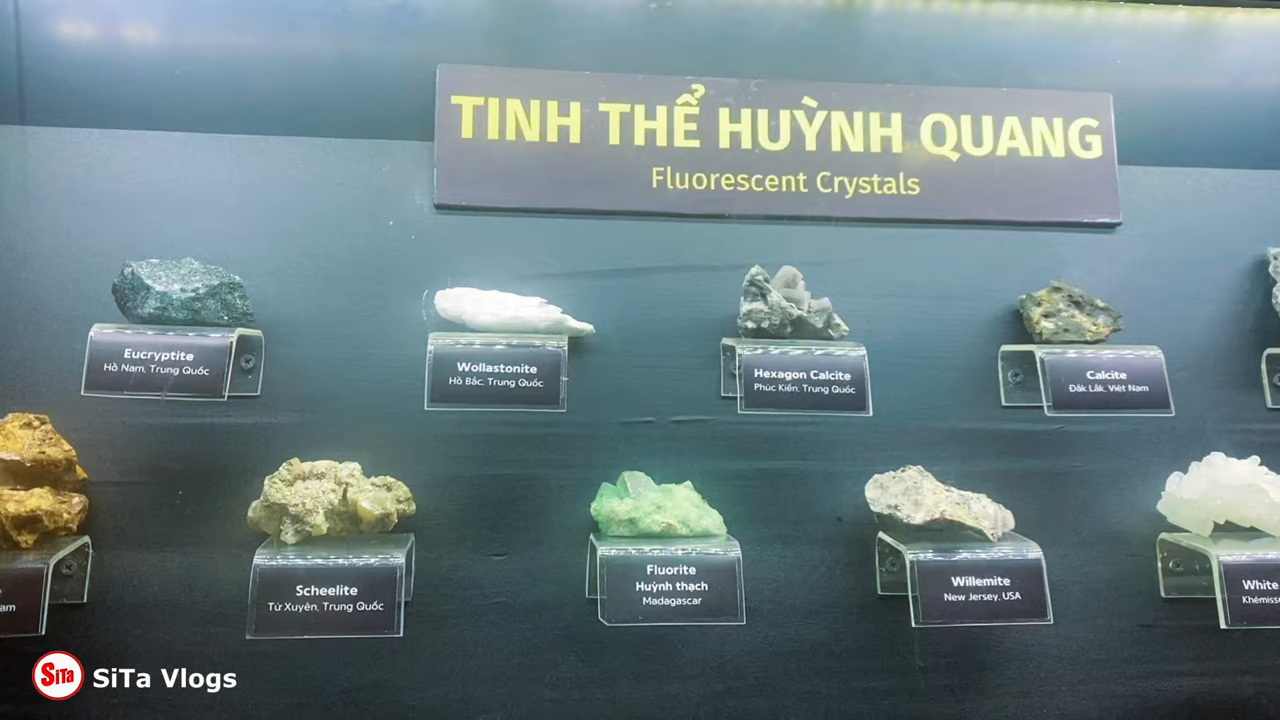 TINH THỂ HUỲNH QUANG
Fluorescent Crystals
Eucryptite
Hồ Nam, Trung Quốc
Wollastonite
Hồ Bắc, Trung Quốc
Hexagon Calcite
Phúc Kiến, Trung Quốc
Calcite
Đắk Lắk, Việt Nam
Scheelite
Tứ Xuyên, Trung Quốc
Fluorite
Huỳnh thạch
Madagascar
Willemite
New Jersey, USA
White
SiTa
SiTa Vlogs